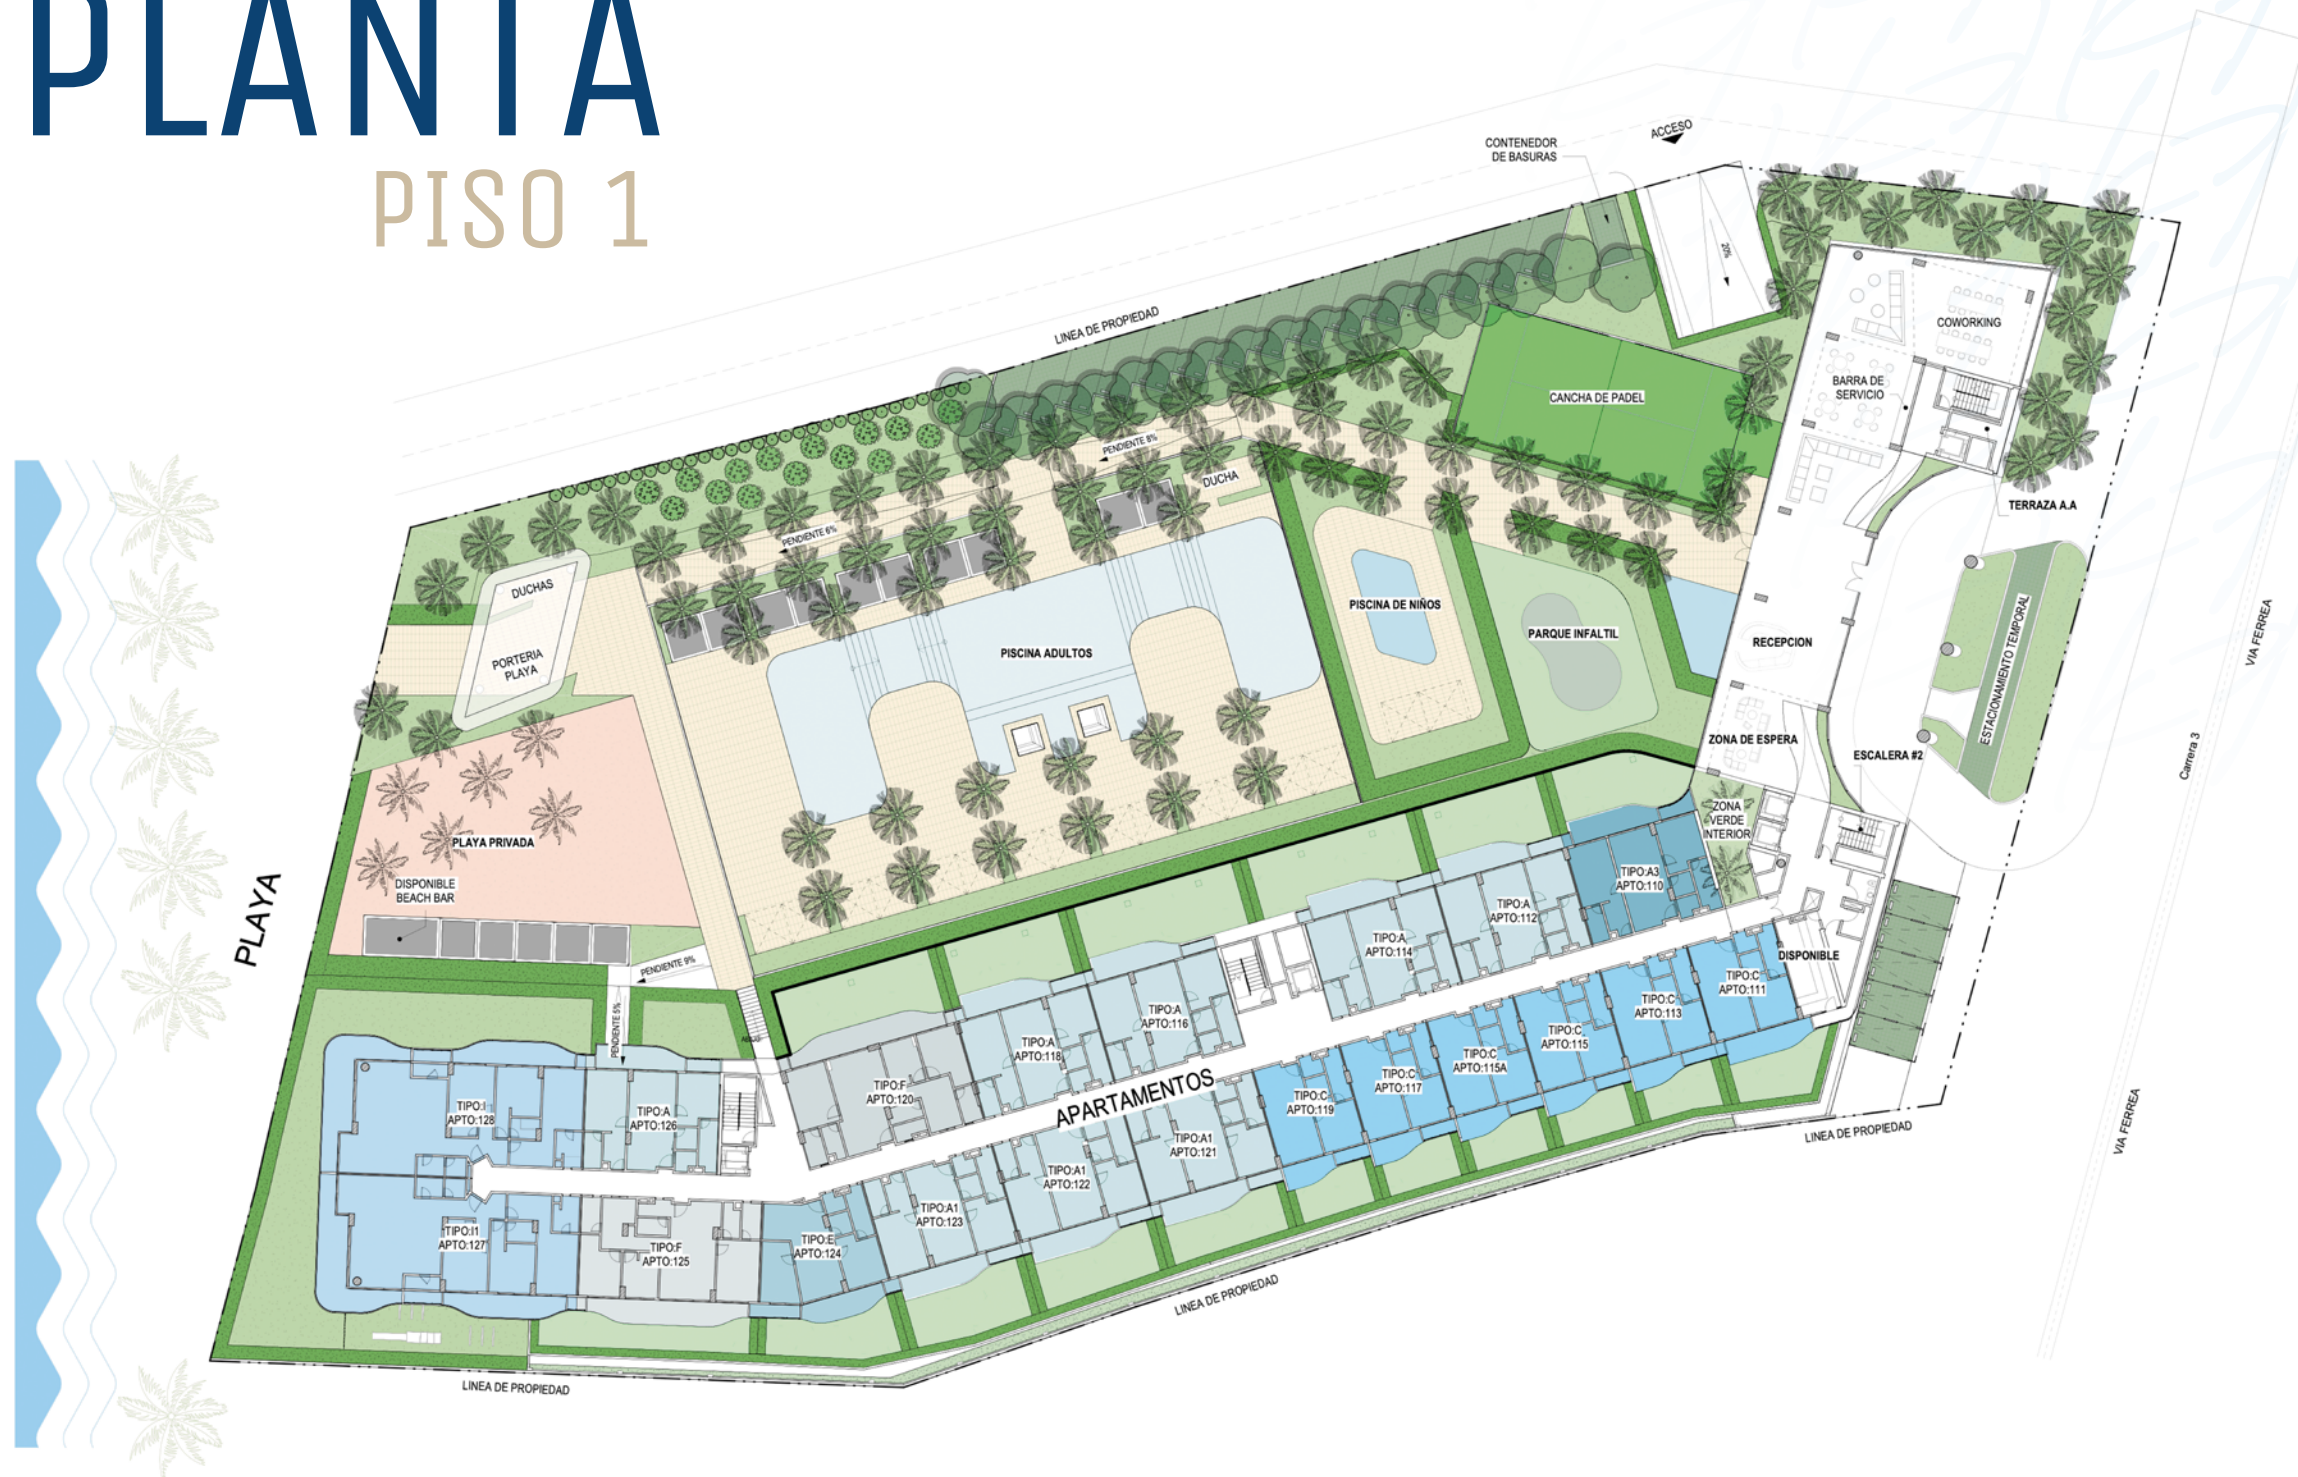 PLANTA
PISO 1
ACCESO
CONTENEDOR
DE BASURAS
20%
LINEA DE PROPIEDAD
COWORKING
BARRA DE
SERVICIO
CANCHA DE PADEL
PENDIENTE 8%
DUCHA
TERRAZA A.A
PENDIENTE 6%
DUCHAS
PORTERIA
PLAYA
PISCINA DE NIÑOS
PARQUE INFALTIL
PISCINA ADULTOS
RECEPCION
ESTACIONAMIENTO TEMPORAL
VIA FERREA
ZONA DE ESPERA
ESCALERA #2
Carrera 3
ZONA
VERDE
INTERIOR
PLAYA PRIVADA
DISPONIBLE
BEACH BAR
PLAYA
PENDIENTE 9%
PENDIENTE 5%
TIPO:A3
APTO:110
TIPO:A
APTO:112
TIPO:A
APTO:114
DISPONIBLE
TIPO:C
APTO:111
TIPO:C
APTO:113
TIPO:C
APTO:115
TIPO:C
APTO:115A
TIPO:C
APTO:117
TIPO:C
APTO:119
TIPO:A
APTO:116
TIPO:A
APTO:118
TIPO:F
APTO:120
APARTAMENTOS
TIPO:I
APTO:128
TIPO:A
APTO:126
TIPO:A1
APTO:121
TIPO:A1
APTO:122
TIPO:A1
APTO:123
TIPO:E
APTO:124
TIPO:F
APTO:125
TIPO:I1
APTO:127
LINEA DE PROPIEDAD
VIA FERREA
LINEA DE PROPIEDAD
LINEA DE PROPIEDAD